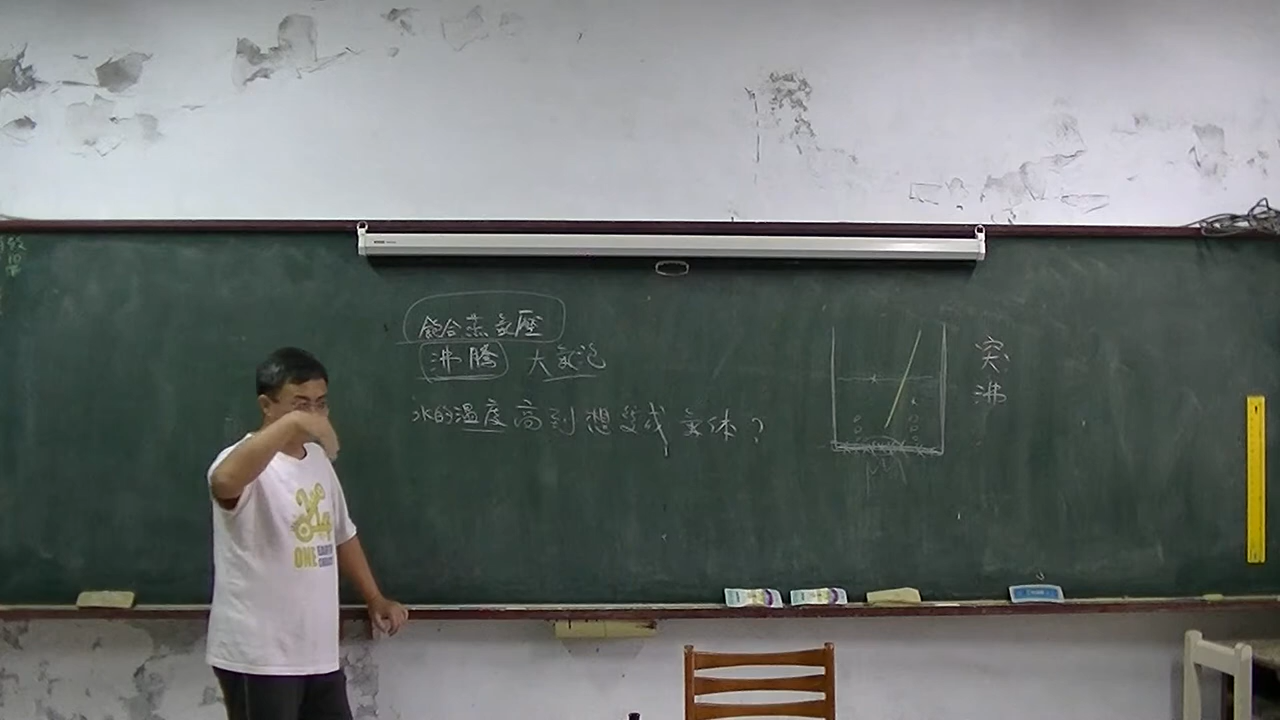 飽合蒸氣壓
沸騰 大氣泡
水的溫度高到想變成氣体?
突沸
ONE